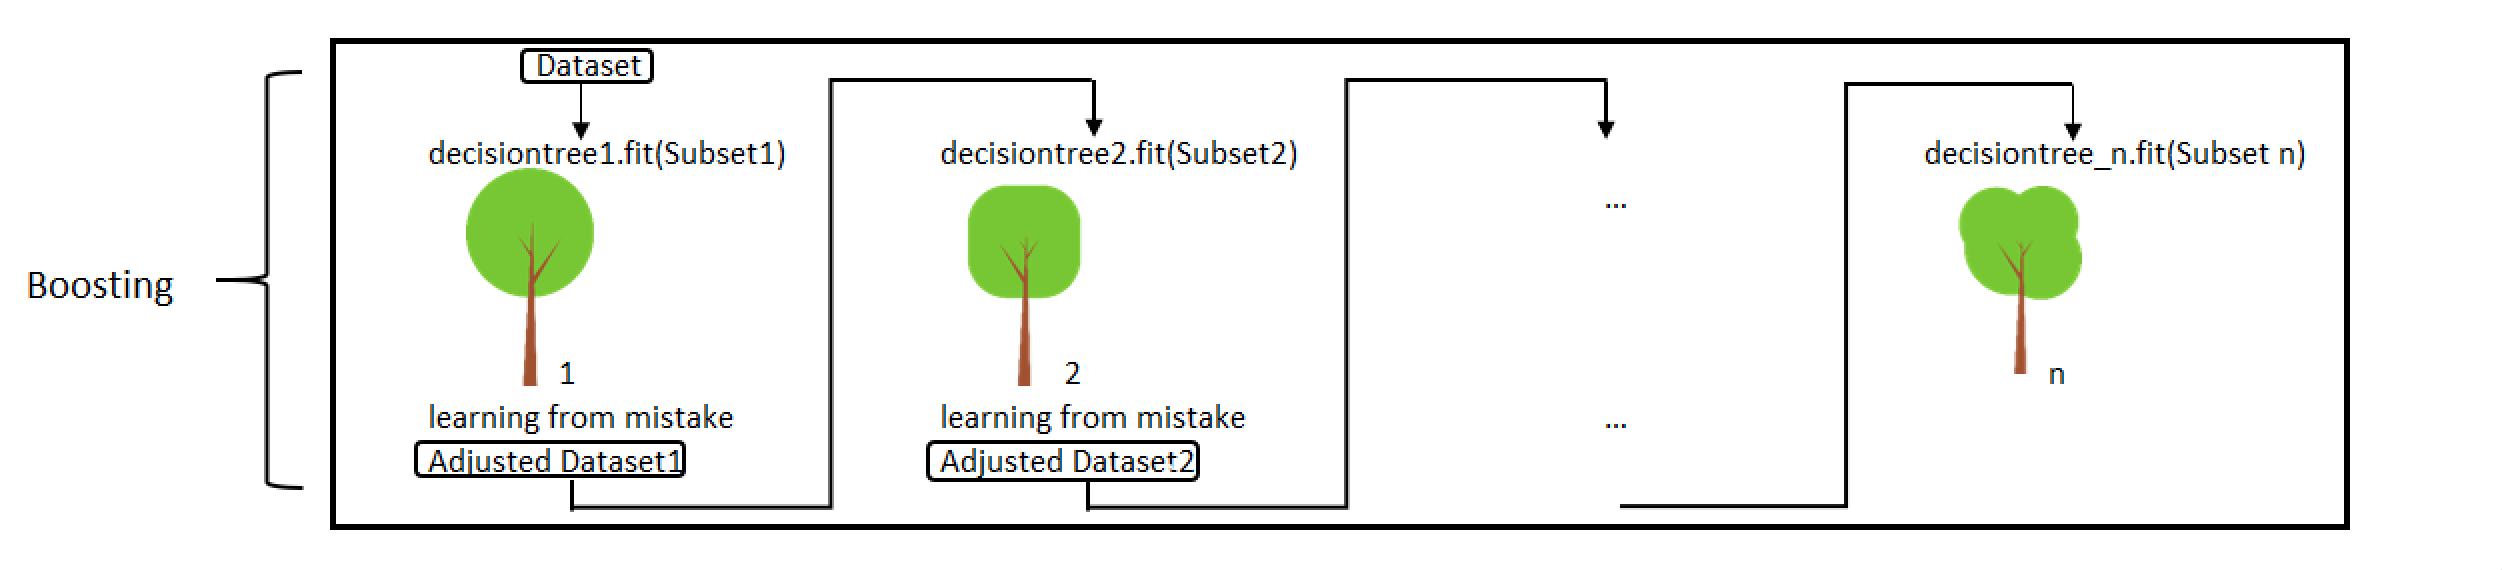 Boosting
Dataset
decisiontree1.fit(Subset1)
1
learning from mistake
Adjusted Dataset1
decisiontree2.fit(Subset2)
2
learning from mistake
Adjusted Dataset2
...
...
decisiontree_n.fit(Subset n)
n